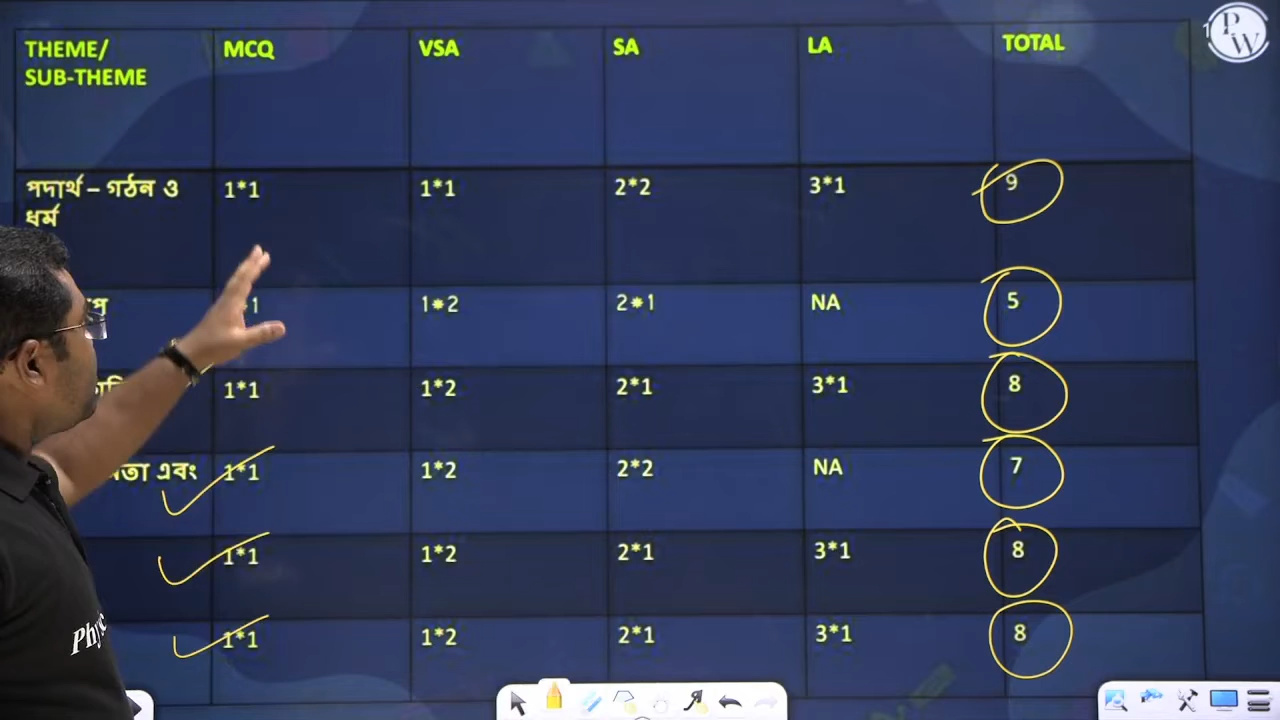 THEME/ MCQ VSA SA LA TOTAL
SUB-THEME
পদার্থ – গঠন ও 1*1 1*1 2*2 3*1 9
ধর্ম
1*2 2*1 NA 5
1*1 1*2 2*1 3*1 8
এবং 1*1 1*2 2*2 NA 7
1*1 1*2 2*1 3*1 8
1*1 1*2 2*1 3*1 8
PW